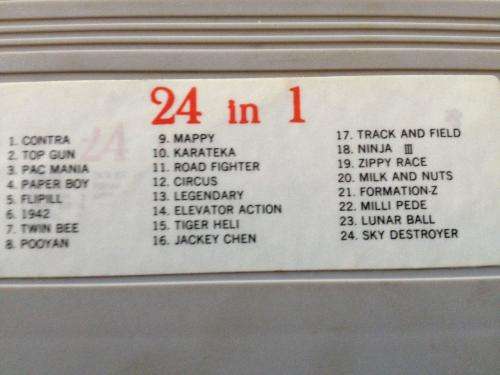 24 in 1
1. CONTRA
2. TOP GUN
3. PAC MANIA
4. PAPER BOY
5. FLIPILL
6. 1942
7. TWIN BEE
8. POOYAN
9. MAPPY
10. KARATEKA
11. ROAD FIGHTER
12. CIRCUS
13. LEGENDARY
14. ELEVATOR ACTION
15. TIGER HELI
16. JACKEY CHEN
17. TRACK AND FIELD
18. NINJA Ⅲ
19. ZIPPY RACE
20. MILK AND NUTS
21. FORMATION-Z
22. MILLI PEDE
23. LUNAR BALL
24. SKY DESTROYER